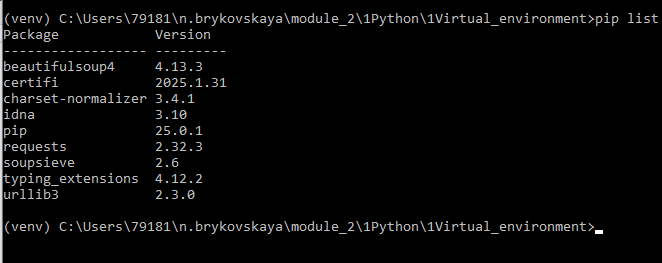 (venv) C:\Users\79181\n.brykovskaya\module_2\1Python\1Virtual_environment>pip list
Package            Version
------------------ ---------
beautifulsoup4     4.13.3
certifi            2025.1.31
charset-normalizer 3.4.1
idna               3.10
pip                25.0.1
requests           2.32.3
soupsieve          2.6
typing_extensions  4.12.2
urllib3            2.3.0
(venv) C:\Users\79181\n.brykovskaya\module_2\1Python\1Virtual_environment>